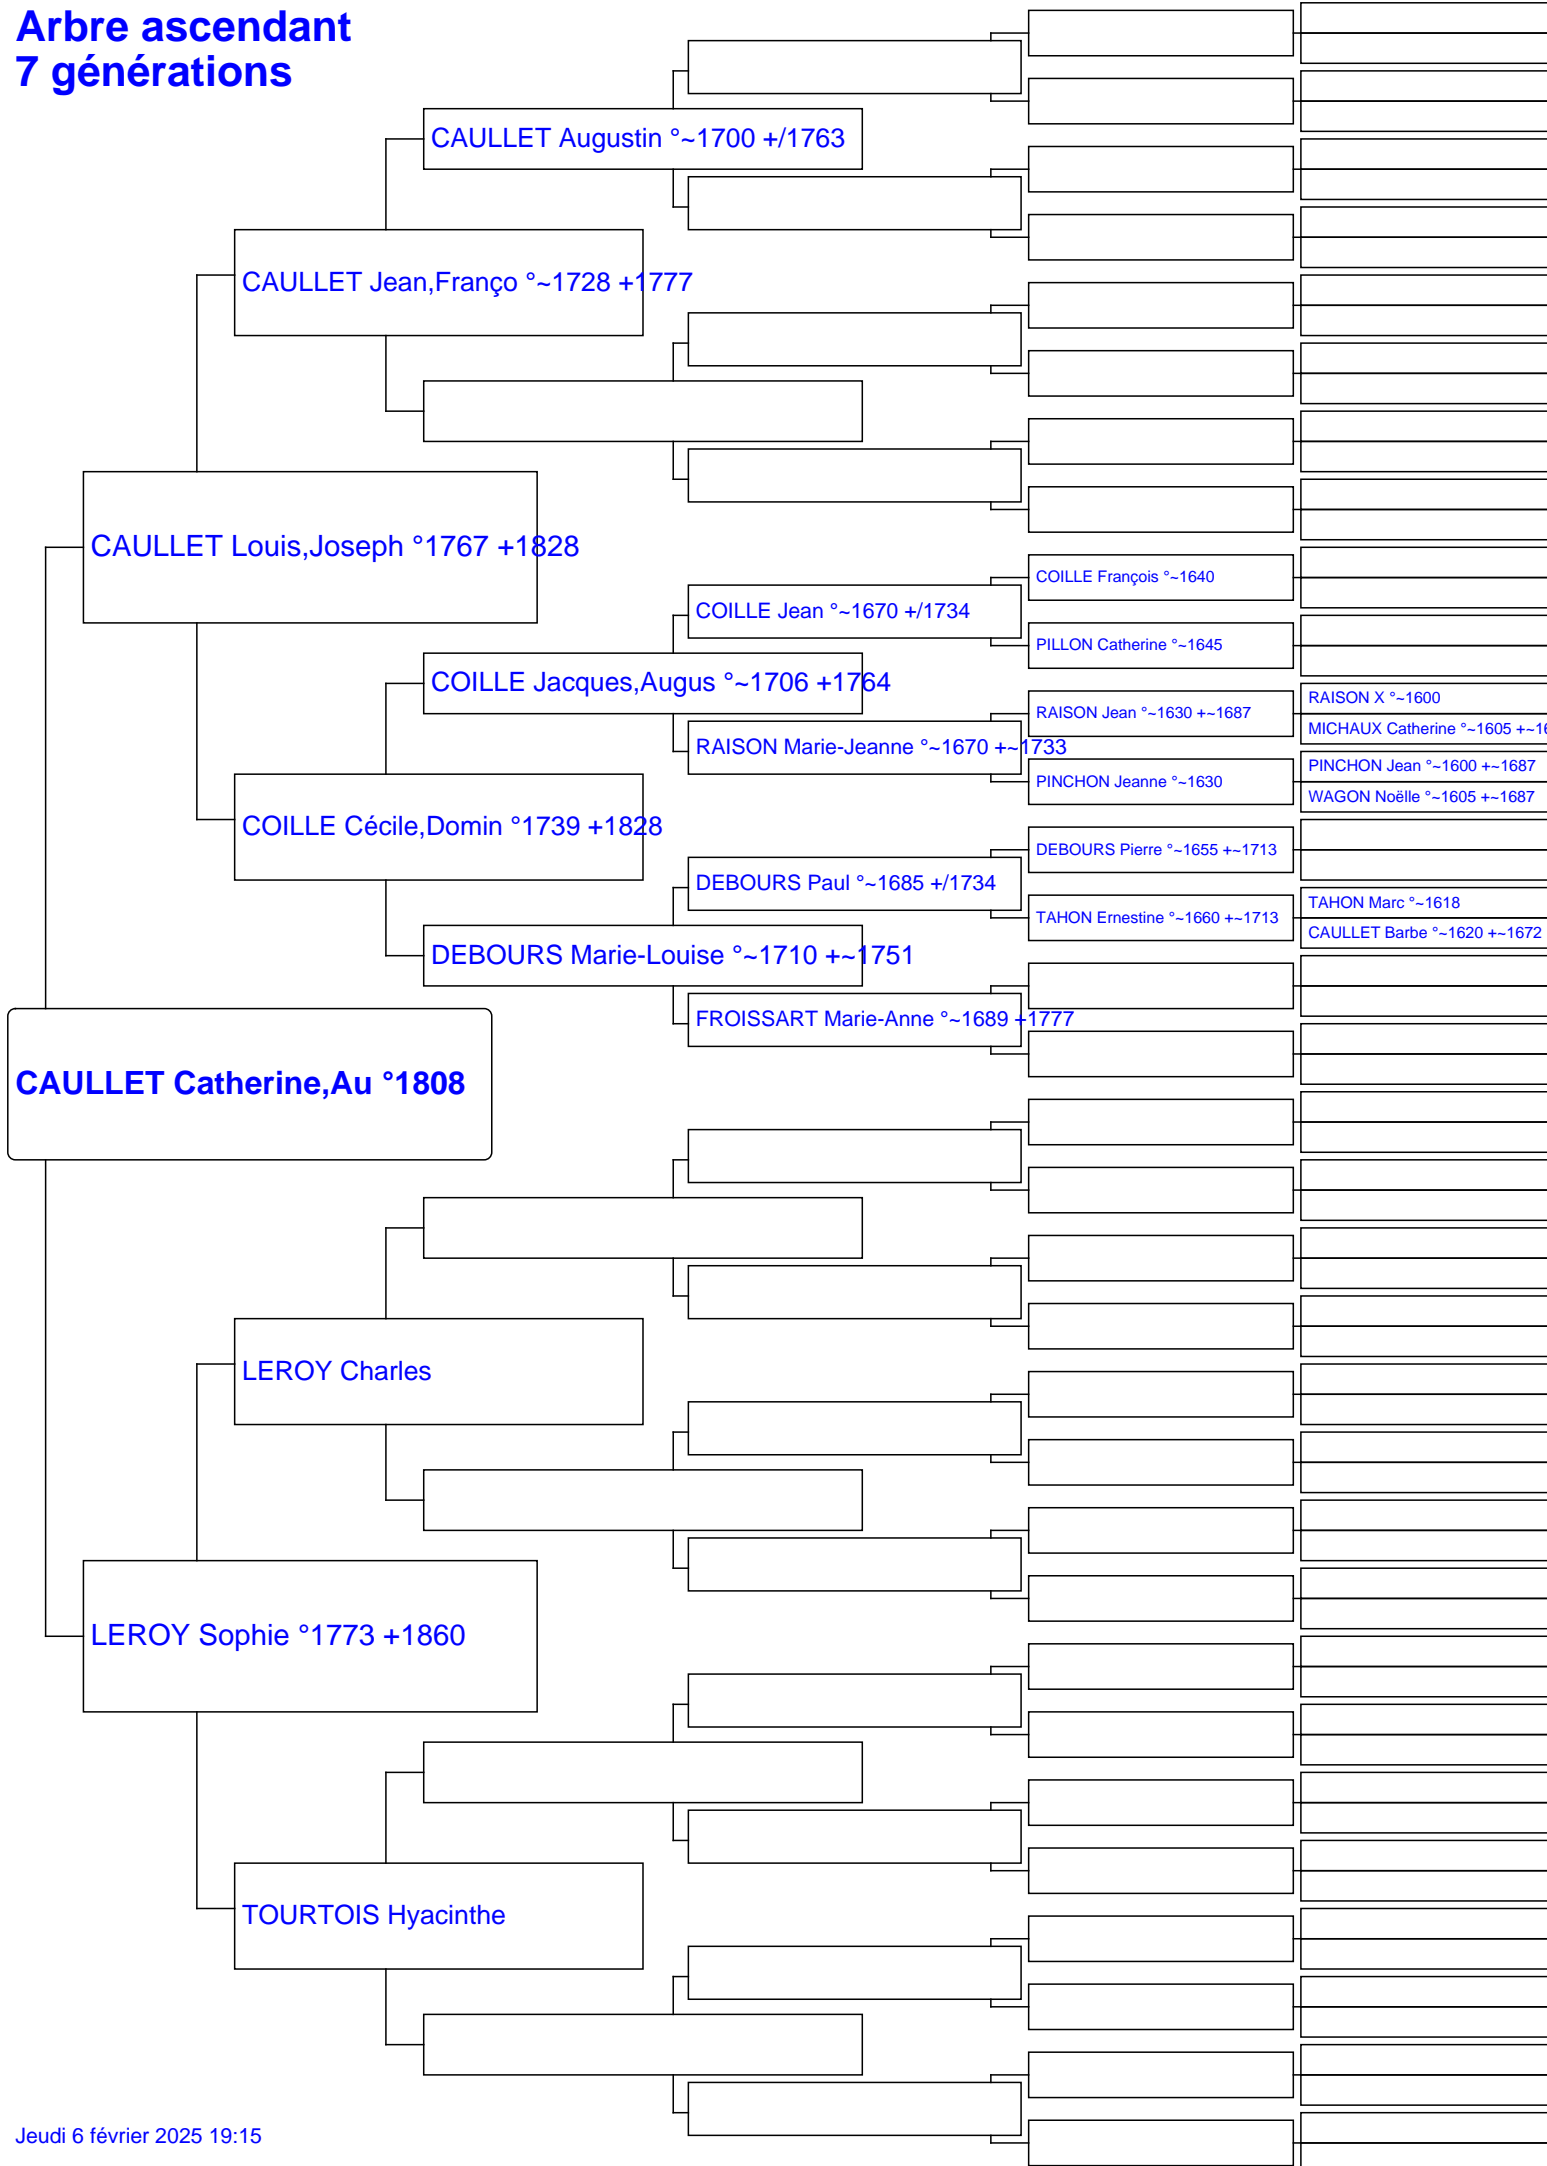 Arbre ascendant
7 générations
CAULLET Augustin °~1700 +/1763
CAULLET Jean,Franço °~1728 +1777
CAULLET Louis,Joseph °1767 +1828
COILLE François °~1640
COILLE Jean °~1670 +/1734
PILLON Catherine °~1645
COILLE Jacques,Augus °~1706 +1764
RAISON X °~1600
RAISON Jean °~1630 +~1687
MICHAUX Catherine °~1605 +~16
RAISON Marie-Jeanne °~1670 +~1733
PINCHON Jean °~1600 +~1687
PINCHON Jeanne °~1630
WAGON Noëlle °~1605 +~1687
COILLE Cécile,Domin °1739 +1828
DEBOURS Pierre °~1655 +~1713
DEBOURS Paul °~1685 +/1734
TAHON Marc °~1618
TAHON Ernestine °~1660 +~1713
CAULLET Barbe °~1620 +~1672
DEBOURS Marie-Louise °~1710 +~1751
FROISSART Marie-Anne °~1689 +1777
CAULLET Catherine,Au °1808
LEROY Charles
LEROY Sophie °1773 +1860
TOURTOIS Hyacinthe
Jeudi 6 février 2025 19:15